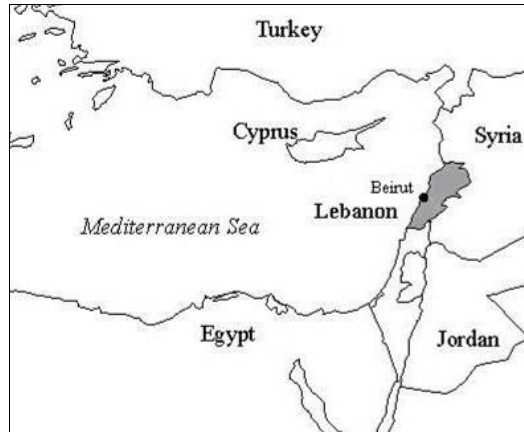 Turkey
Cyprus
Syria
Beirut
Lebanon
Mediterranean Sea
Egypt
Jordan